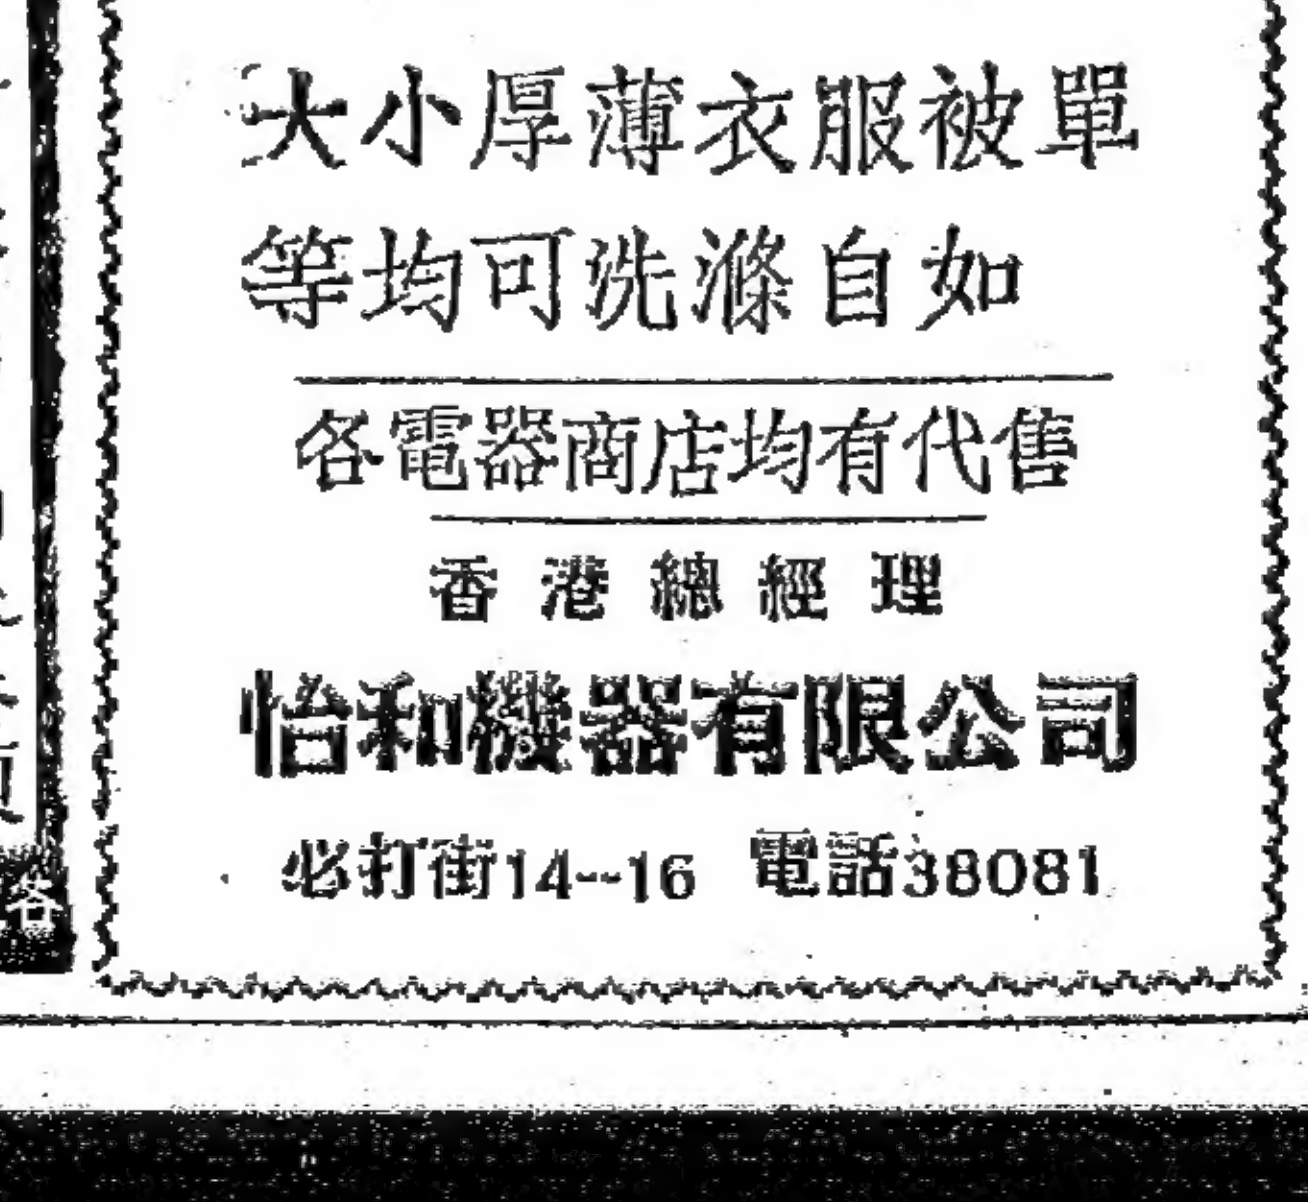 大小厚薄衣服被單
等均可洗滌自如
各電器商店均有代售
香港總經理
怡和機器有限公司
必打街14--16 電話38081
各